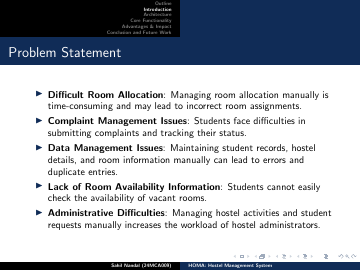 Outline
Introduction
Architecture
Core Functionality
Advantages & Impact
Conclusion and Future Work
Problem Statement
Difficult Room Allocation: Managing room allocation manually is
time-consuming and may lead to incorrect room assignments.
Complaint Management Issues: Students face difficulties in
submitting complaints and tracking their status.
Data Management Issues: Maintaining student records, hostel
details, and room information manually can lead to errors and
duplicate entries.
Lack of Room Availability Information: Students cannot easily
check the availability of vacant rooms.
Administrative Difficulties: Managing hostel activities and student
requests manually increases the workload of hostel administrators.
Sahil Nandal (24MCA009)
HOMA: Hostel Management System